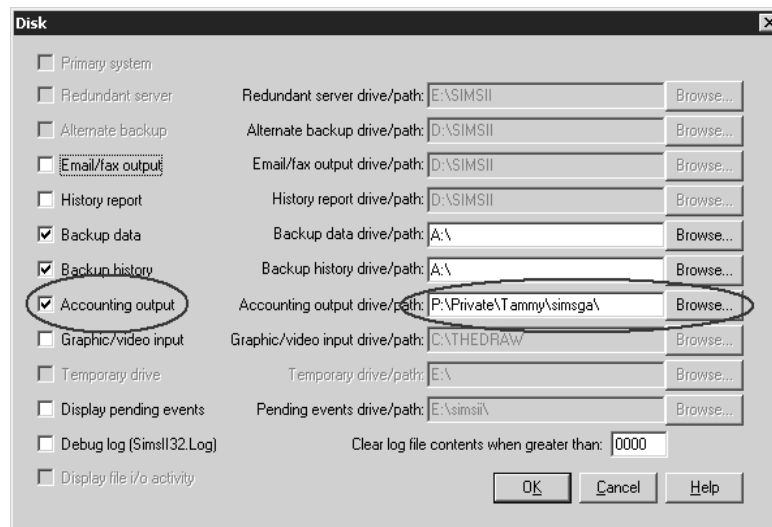 Disk
Primary system
Redundant server Redundant server drive/path: E:\SIMSII Browse...
Alternate backup Alternate backup drive/path: D:\SIMSII Browse...
Email/fax output Email/fax output drive/path: D:\SIMSII Browse...
History report History report drive/path: D:\SIMSII Browse...
Backup data Backup data drive/path: A:\ Browse...
Backup history Backup history drive/path: A:\ Browse...
Accounting output Accounting output drive/path: P:\Private\Tammy\simsga\ Browse...
Graphic/video input Graphic/video input drive/path: C:\THEDRAW Browse...
Temporary drive Temporary drive/path: E:\ Browse...
Display pending events Pending events drive/path: E:\simsii\ Browse...
Debug log (SimsII32.Log) Clear log file contents when greater than: 0000
Display file i/o activity
OK Cancel Help